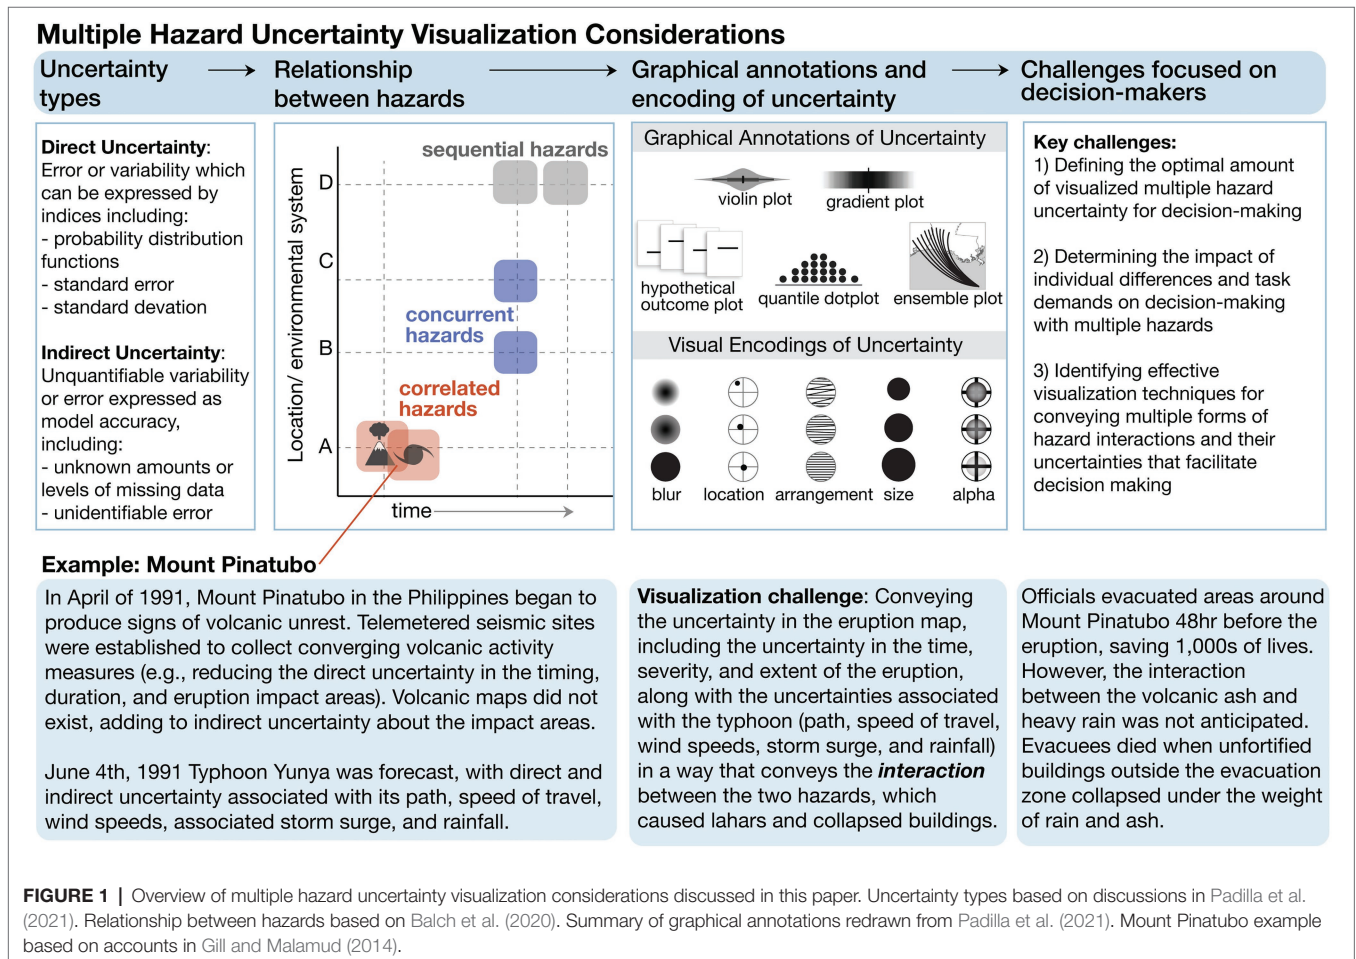 Multiple Hazard Uncertainty Visualization Considerations
Uncertainty
types
Relationship
between hazards
Graphical annotations and
encoding of uncertainty
Challenges focused on
decision-makers
Direct Uncertainty:
Error or variability which
can be expressed by
indices including:
- probability distribution
functions
- standard error
- standard devation
Indirect Uncertainty:
Unquantifiable variability
or error expressed as
model accuracy,
including:
- unknown amounts or
levels of missing data
- unidentifiable error
Location/ environmental system
D
C
B
A
sequential hazards
concurrent
hazards
correlated
hazards
time
Graphical Annotations of Uncertainty
violin plot
gradient plot
hypothetical
outcome plot
quantile dotplot
ensemble plot
Visual Encodings of Uncertainty
blur
location
arrangement
size
alpha
Key challenges:
1) Defining the optimal amount
of visualized multiple hazard
uncertainty for decision-making
2) Determining the impact of
individual differences and task
demands on decision-making
with multiple hazards
3) Identifying effective
visualization techniques for
conveying multiple forms of
hazard interactions and their
uncertainties that facilitate
decision making
Example: Mount Pinatubo
In April of 1991, Mount Pinatubo in the Philippines began to
produce signs of volcanic unrest. Telemetered seismic sites
were established to collect converging volcanic activity
measures (e.g., reducing the direct uncertainty in the timing,
duration, and eruption impact areas). Volcanic maps did not
exist, adding to indirect uncertainty about the impact areas.
June 4th, 1991 Typhoon Yunya was forecast, with direct and
indirect uncertainty associated with its path, speed of travel,
wind speeds, associated storm surge, and rainfall.
Visualization challenge: Conveying
the uncertainty in the eruption map,
including the uncertainty in the time,
severity, and extent of the eruption,
along with the uncertainties associated
with the typhoon (path, speed of travel,
wind speeds, storm surge, and rainfall)
in a way that conveys the interaction
between the two hazards, which
caused lahars and collapsed buildings.
Officials evacuated areas around
Mount Pinatubo 48hr before the
eruption, saving 1,000s of lives.
However, the interaction
between the volcanic ash and
heavy rain was not anticipated.
Evacuees died when unfortified
buildings outside the evacuation
zone collapsed under the weight
of rain and ash.
FIGURE 1 | Overview of multiple hazard uncertainty visualization considerations discussed in this paper. Uncertainty types based on discussions in Padilla et al.
(2021). Relationship between hazards based on Balch et al. (2020). Summary of graphical annotations redrawn from Padilla et al. (2021). Mount Pinatubo example
based on accounts in Gill and Malamud (2014).